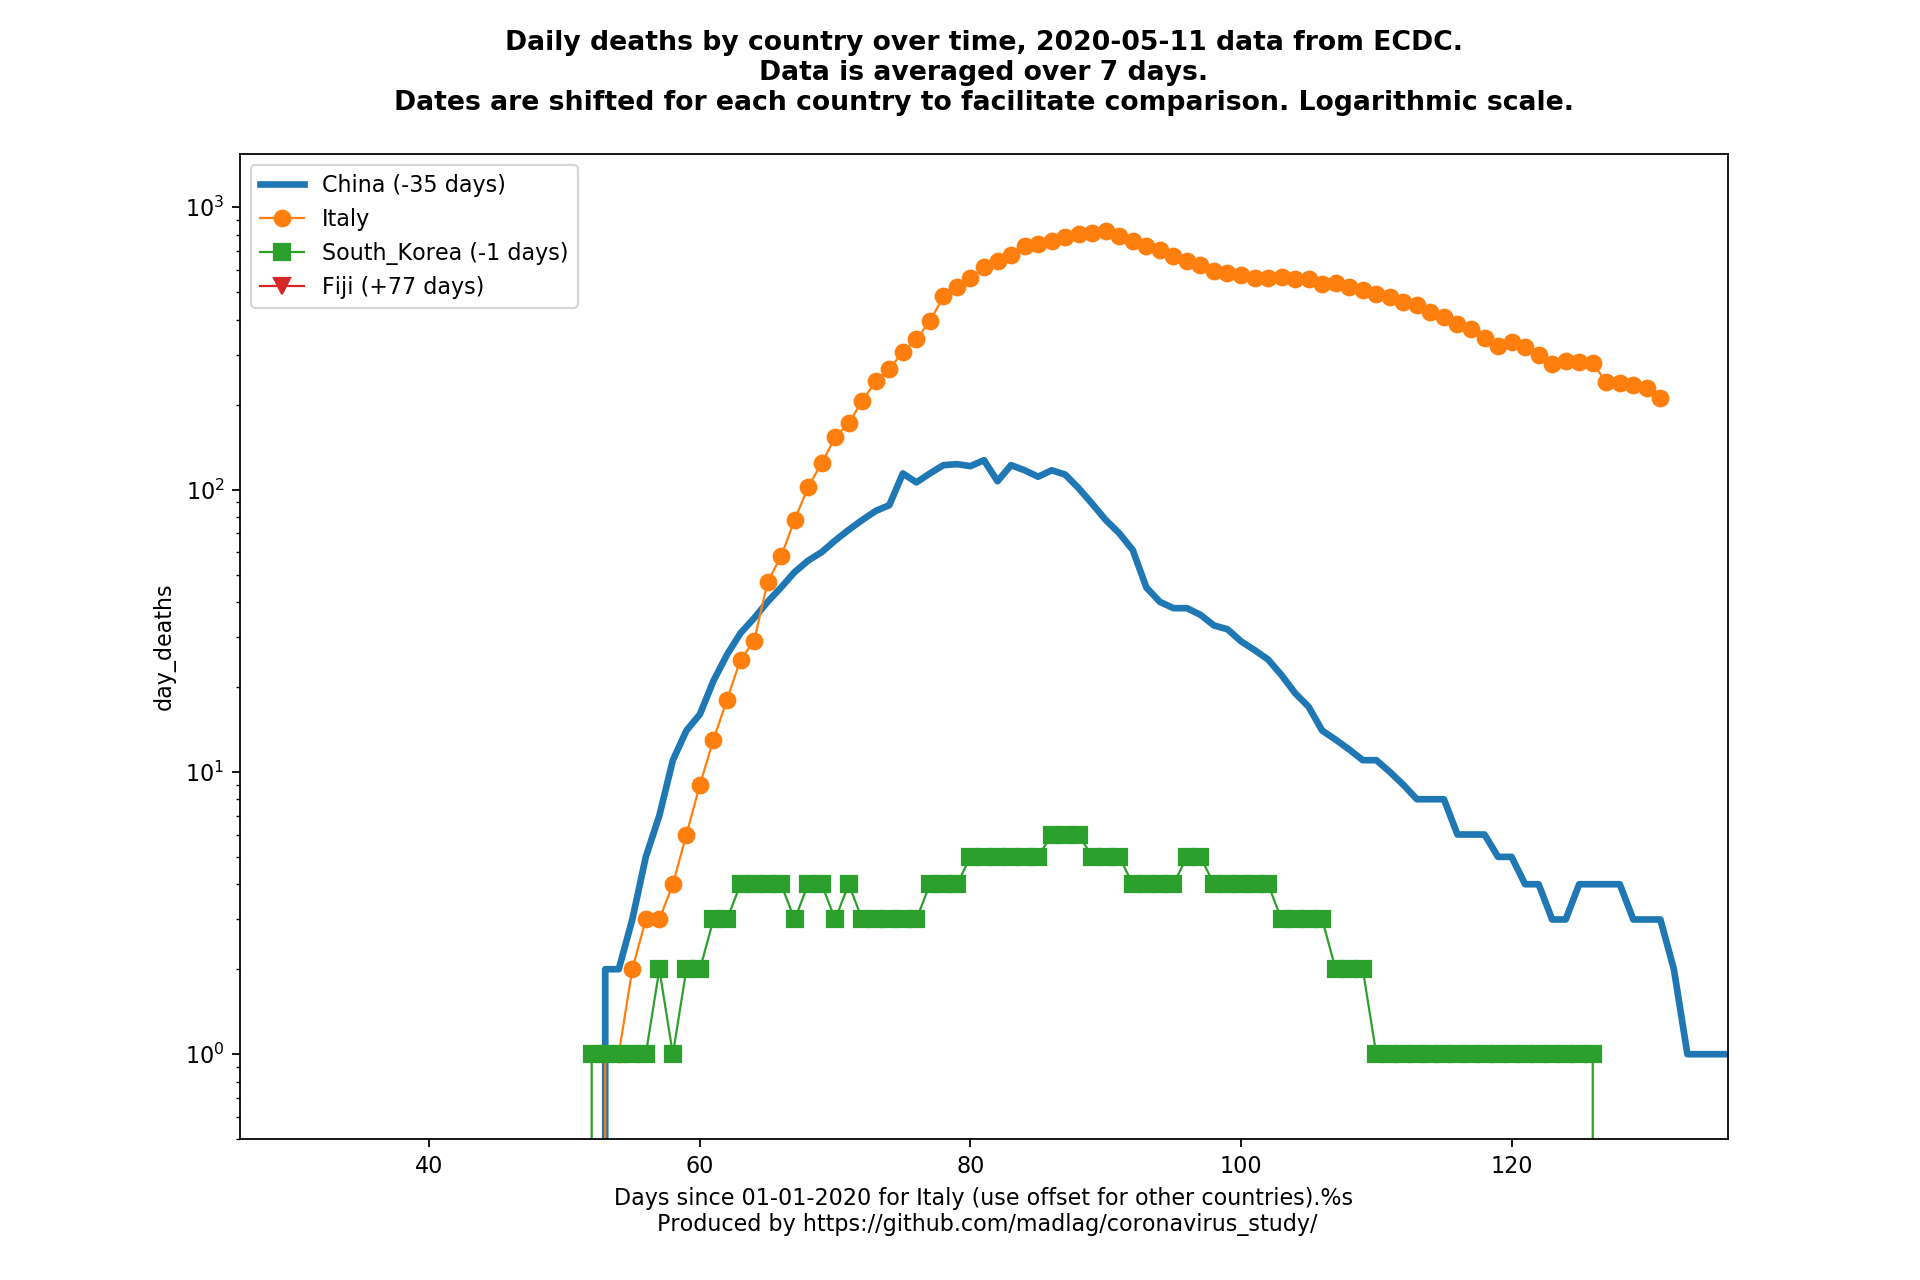 Daily deaths by country over time, 2020-05-11 data from ECDC.
Data is averaged over 7 days.
Dates are shifted for each country to facilitate comparison. Logarithmic scale.
China (-35 days)
Italy
South_Korea (-1 days)
Fiji (+77 days)
10³
10²
10¹
10⁰
day_deaths
40 60 80 100 120
Days since 01-01-2020 for Italy (use offset for other countries).%s
Produced by https://github.com/madlag/coronavirus_study/